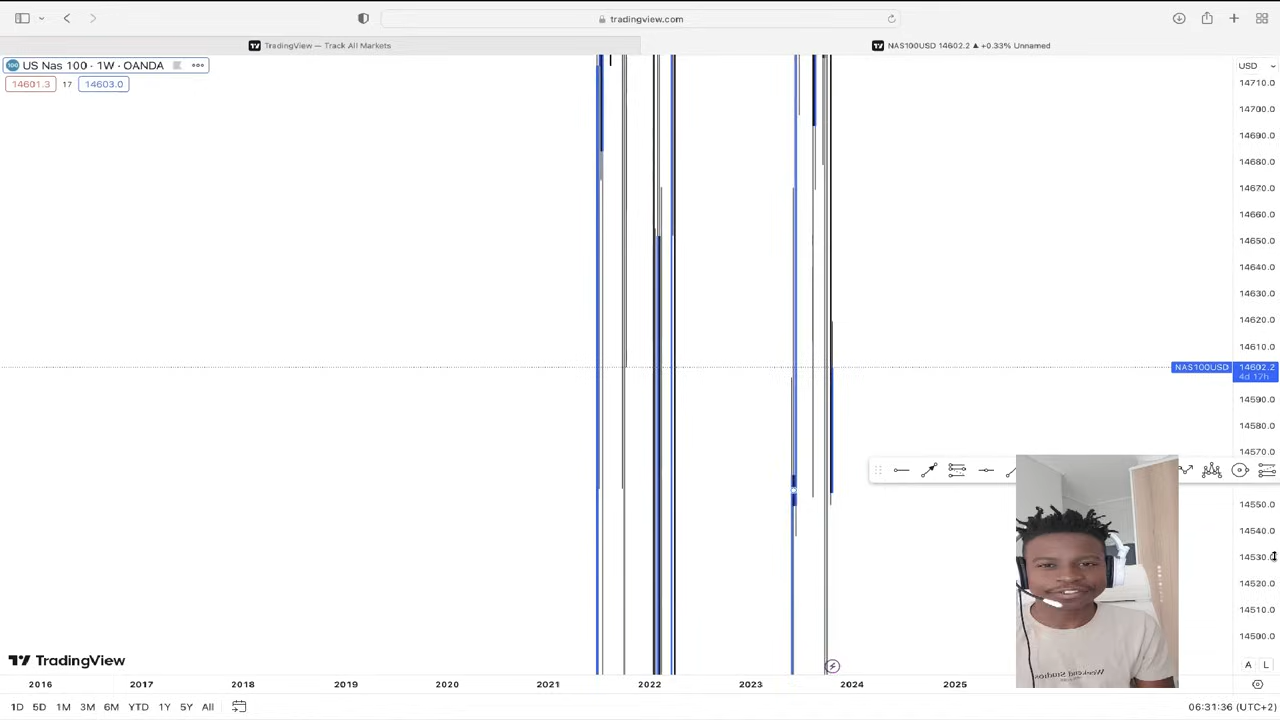 tradingview.com
TradingView — Track All Markets
NAS100USD 14602.2 ▲ +0.33% Unnamed
US Nas 100 · 1W · OANDA
USD
14601.3 17 14603.0
14710.0
14700.0
14690.0
14680.0
14670.0
14660.0
14650.0
14640.0
14630.0
14620.0
14610.0
NAS100USD 14602.2
4d 17h
14590.0
14580.0
14570.0
14550.0
14540.0
14530.0
14520.0
14510.0
14500.0
Weekend Studios
TradingView
A L
2016 2017 2018 2019 2020 2021 2022 2023 2024 2025
1D 5D 1M 3M 6M YTD 1Y 5Y All
06:31:36 (UTC+2)